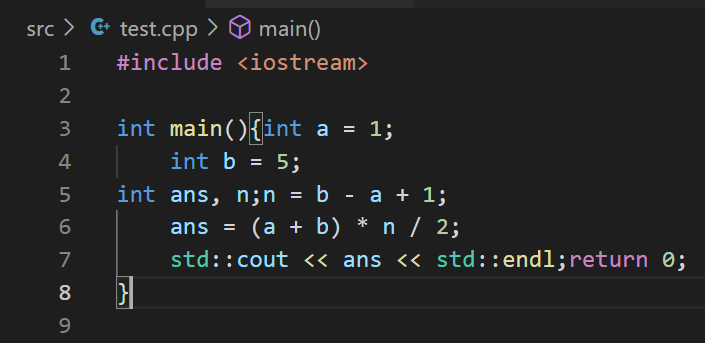 src > test.cpp > main()
1 #include <iostream>
2
3 int main(){int a = 1;
4     int b = 5;
5 int ans, n;n = b - a + 1;
6     ans = (a + b) * n / 2;
7     std::cout << ans << std::endl;return 0;
8 }
9